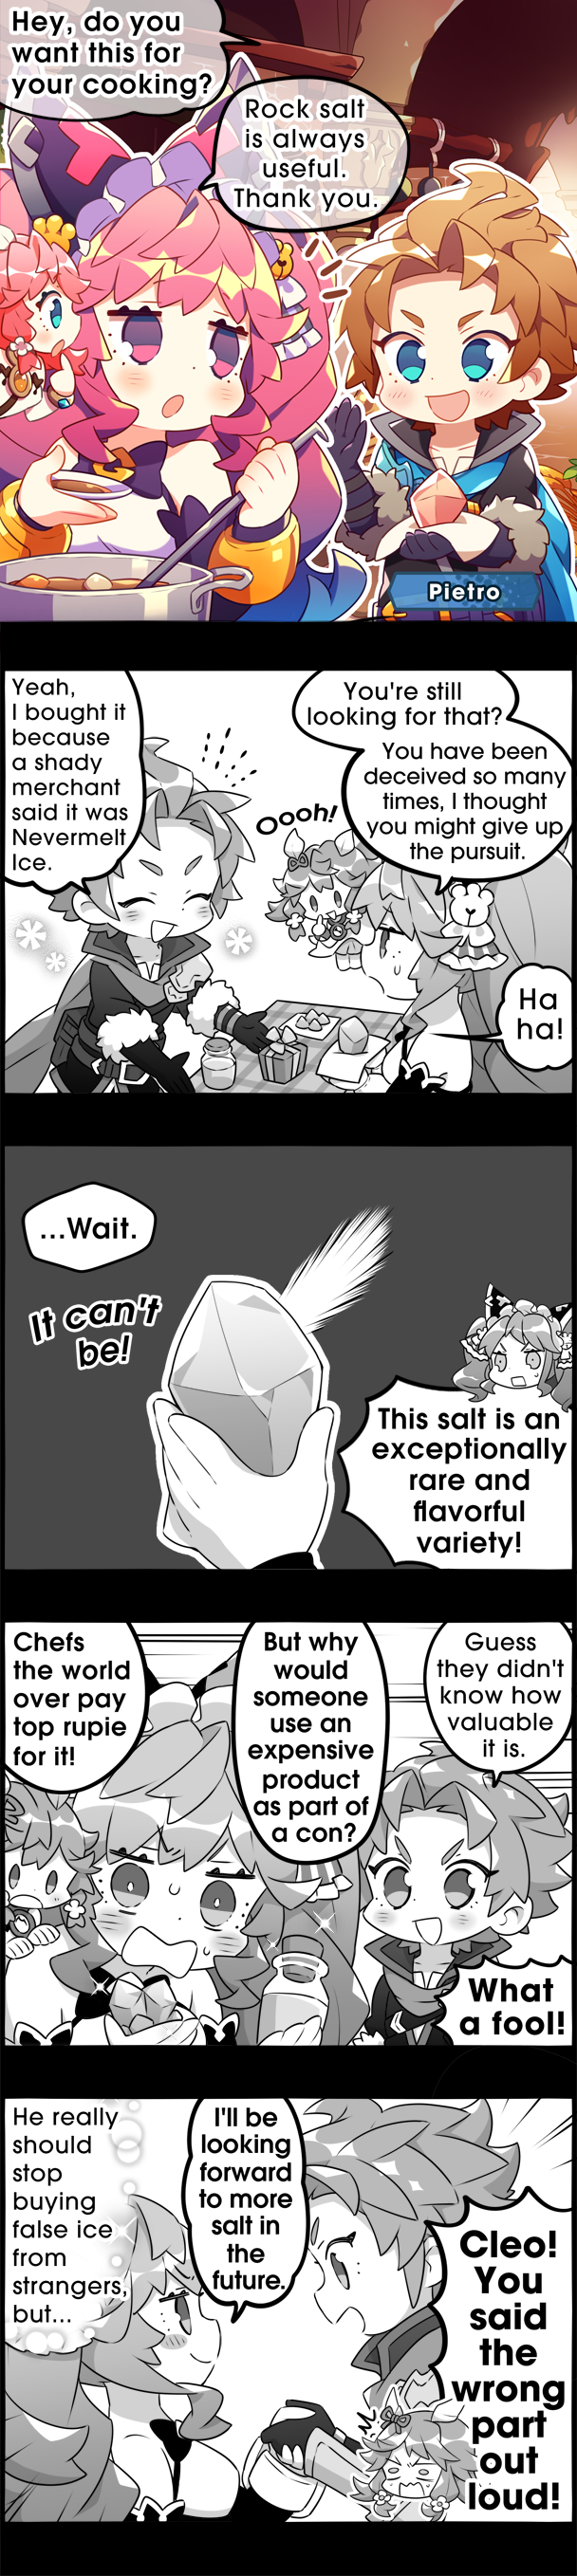 Hey, do you
want this for
your cooking?
Rock salt
is always
useful.
Thank you.
Pietro
Yeah,
I bought it
because
a shady
merchant
said it was
Nevermelt
Ice.
You're still
looking for that?
You have been
deceived so many
times, I thought
you might give up
the pursuit.
Oooh!
Ha
ha!
...Wait.
It can't
be!
This salt is an
exceptionally
rare and
flavorful
variety!
Chefs
the world
over pay
top rupie
for it!
But why
would
someone
use an
expensive
product
as part of
a con?
Guess
they didn't
know how
valuable
it is.
What
a fool!
He really
should
stop
buying
false ice
from
strangers,
but...
I'll be
looking
forward
to more
salt in
the
future.
Cleo!
You
said
the
wrong
part
out
loud!